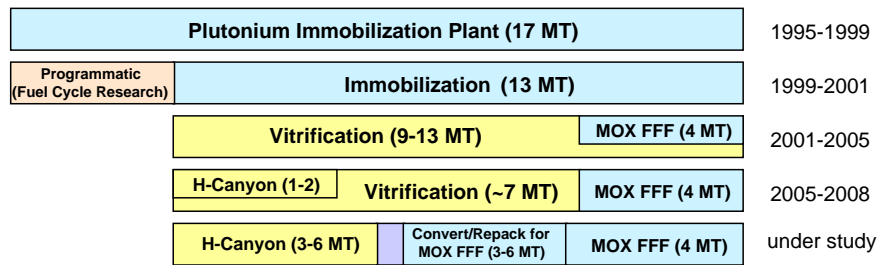 Plutonium Immobilization Plant (17 MT) 1995-1999
Programmatic
(Fuel Cycle Research)
Immobilization (13 MT) 1999-2001
Vitrification (9-13 MT) MOX FFF (4 MT) 2001-2005
H-Canyon (1-2) Vitrification (~7 MT) MOX FFF (4 MT) 2005-2008
H-Canyon (3-6 MT)
Convert/Repack for
MOX FFF (3-6 MT)
MOX FFF (4 MT) under study